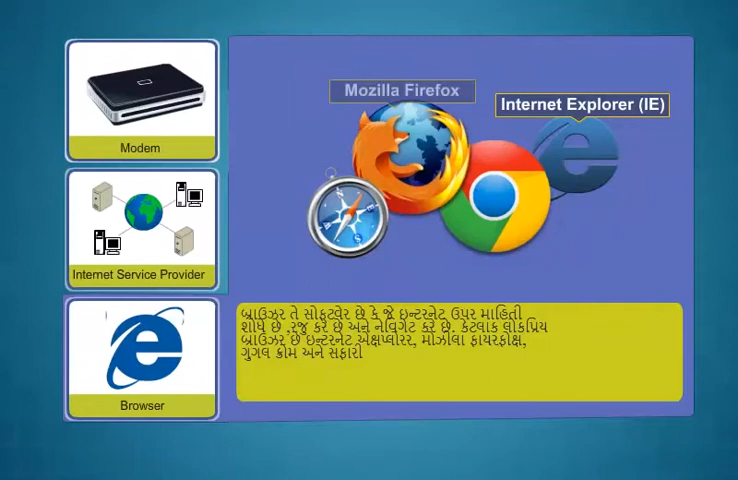 Modem
Internet Service Provider
Browser
Mozilla Firefox
Internet Explorer (IE)
બ્રાઉઝર તે સોફટવેર છે કે જે ઇન્ટરનેટ ઉપર માહિતી
શોધે છે ,રજુ કરે છે અને નેવિગેટ કરે છે. કેટલાક લોકપ્રિય
બ્રાઉઝર છે ઇન્ટરનેટ એક્ષપ્લોરર, મોઝીલા ફાયરફોક્ષ,
ગુગલ ક્રોમ અને સફારી